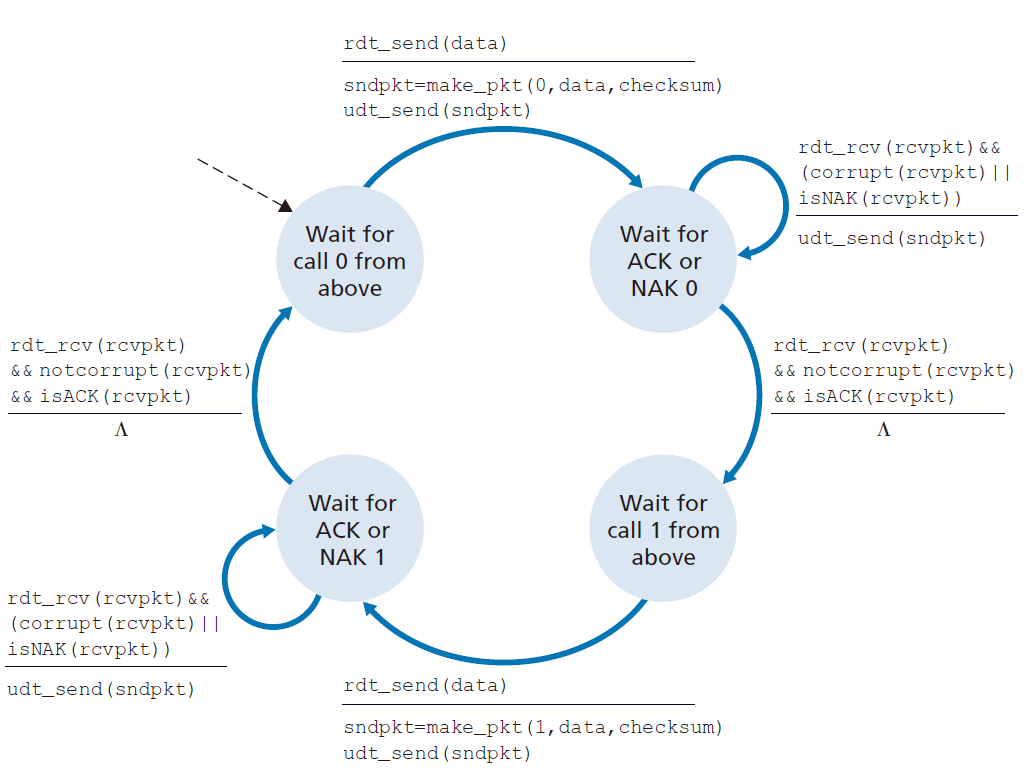 rdt_send(data)
sndpkt=make_pkt(0,data,checksum)
udt_send(sndpkt)
rdt_rcv(rcvpkt)&&
(corrupt(rcvpkt)||
isNAK(rcvpkt))
udt_send(sndpkt)
Wait for
call 0 from
above
Wait for
ACK or
NAK 0
rdt_rcv(rcvpkt)
&& notcorrupt(rcvpkt)
&& isACK(rcvpkt)
Λ
rdt_rcv(rcvpkt)
&& notcorrupt(rcvpkt)
&& isACK(rcvpkt)
Λ
Wait for
ACK or
NAK 1
Wait for
call 1 from
above
rdt_rcv(rcvpkt)&&
(corrupt(rcvpkt)||
isNAK(rcvpkt))
udt_send(sndpkt)
rdt_send(data)
sndpkt=make_pkt(1,data,checksum)
udt_send(sndpkt)